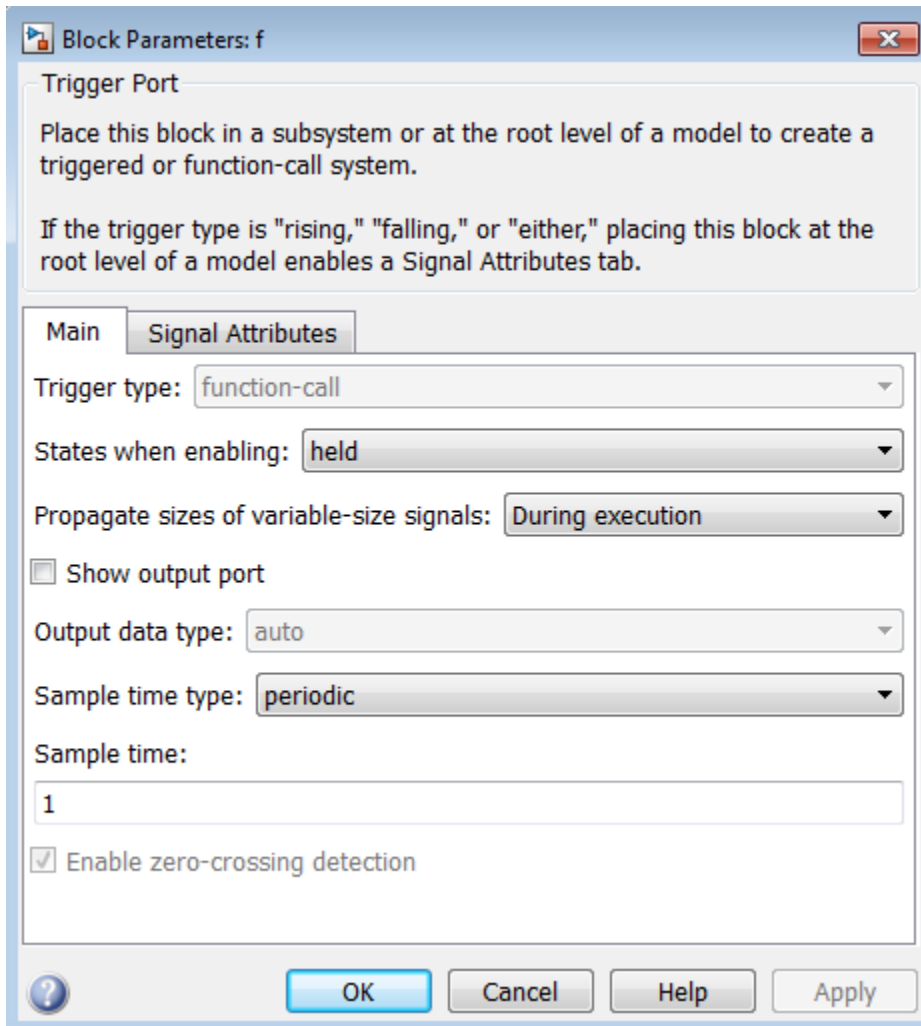 Block Parameters: f
Trigger Port
Place this block in a subsystem or at the root level of a model to create a
triggered or function-call system.
If the trigger type is "rising," "falling," or "either," placing this block at the
root level of a model enables a Signal Attributes tab.
Main Signal Attributes
Trigger type: function-call
States when enabling: held
Propagate sizes of variable-size signals: During execution
Show output port
Output data type: auto
Sample time type: periodic
Sample time:
1
Enable zero-crossing detection
? OK Cancel Help Apply